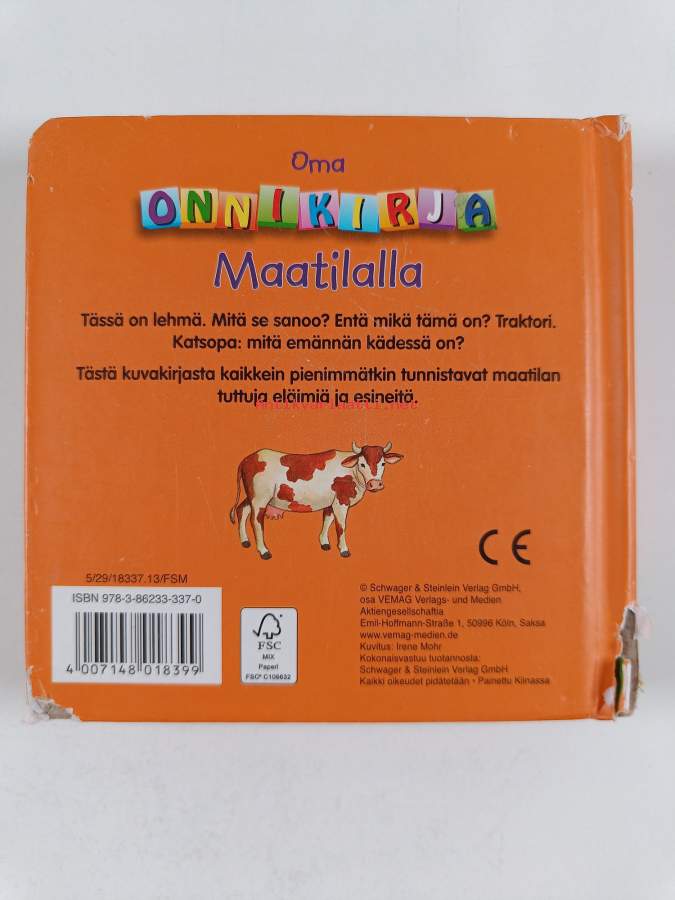 Oma
ONNIKIRJA
Maatilalla
Tässä on lehmä. Mitä se sanoo? Entä mikä tämä on? Traktori.
Katsopa: mitä emännän kädessä on?
Tästä kuvakirjasta kaikkein pienimmätkin tunnistavat maatilan
tuttuja eläimiä ja esineitä.
antikvariaatti.net
CE
5/29/18337.13/FSM
ISBN 978-3-86233-337-0
4 007148 018399
FSC
MIX
Paperi
FSC® C106632
© Schwager & Steinlein Verlag GmbH,
osa VEMAG Verlags- und Medien
Aktiengesellschaftia
Emil-Hoffmann-Straße 1, 50996 Köln, Saksa
www.vemag-medien.de
Kuvitus: Irene Mohr
Kokonaisvastuu tuotannosta:
Schwager & Steinlein Verlag GmbH
Kaikki oikeudet pidätetään • Painettu Kiinassa